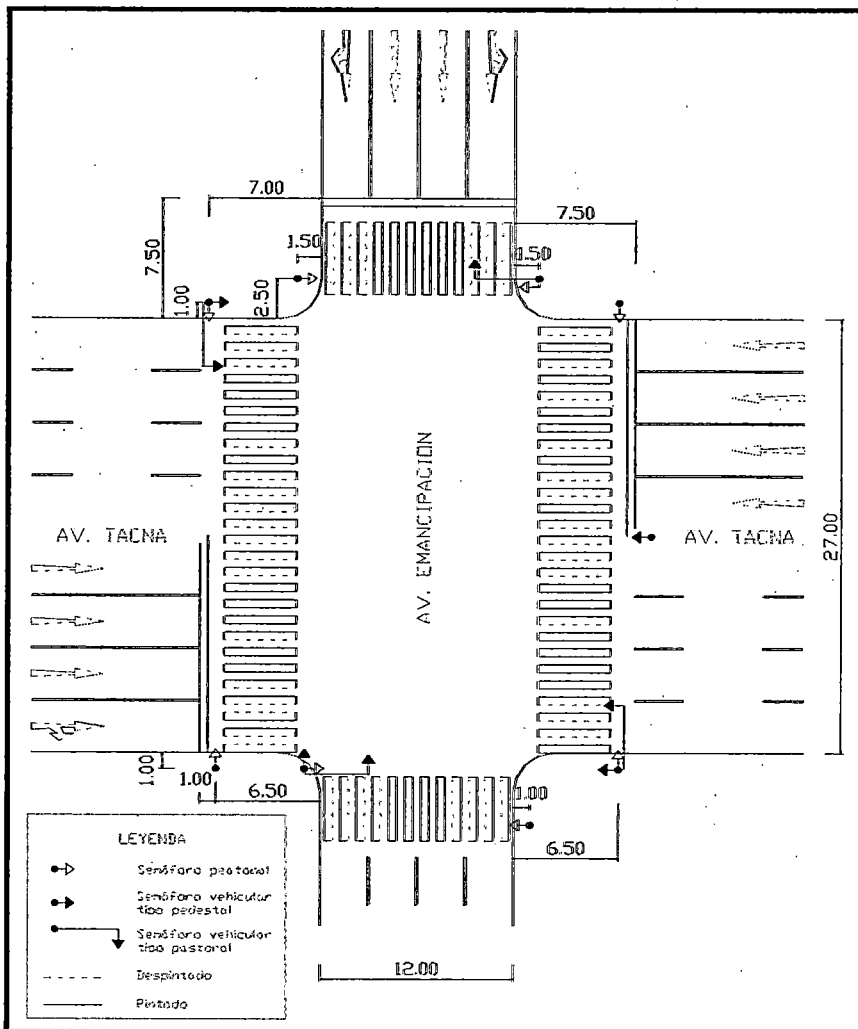 7.00
7.50
7.50
1.50
1.50
1.00
2.50
AV. EMANCIPACION
AV. TACNA
AV. TACNA
27.00
1.00
1.00
6.50
1.00
6.50
12.00
LEYENDA
Semáforo peatonal
Semáforo vehicular
tipo pedestal
Semáforo vehicular
tipo pastoral
Despintado
Pintado